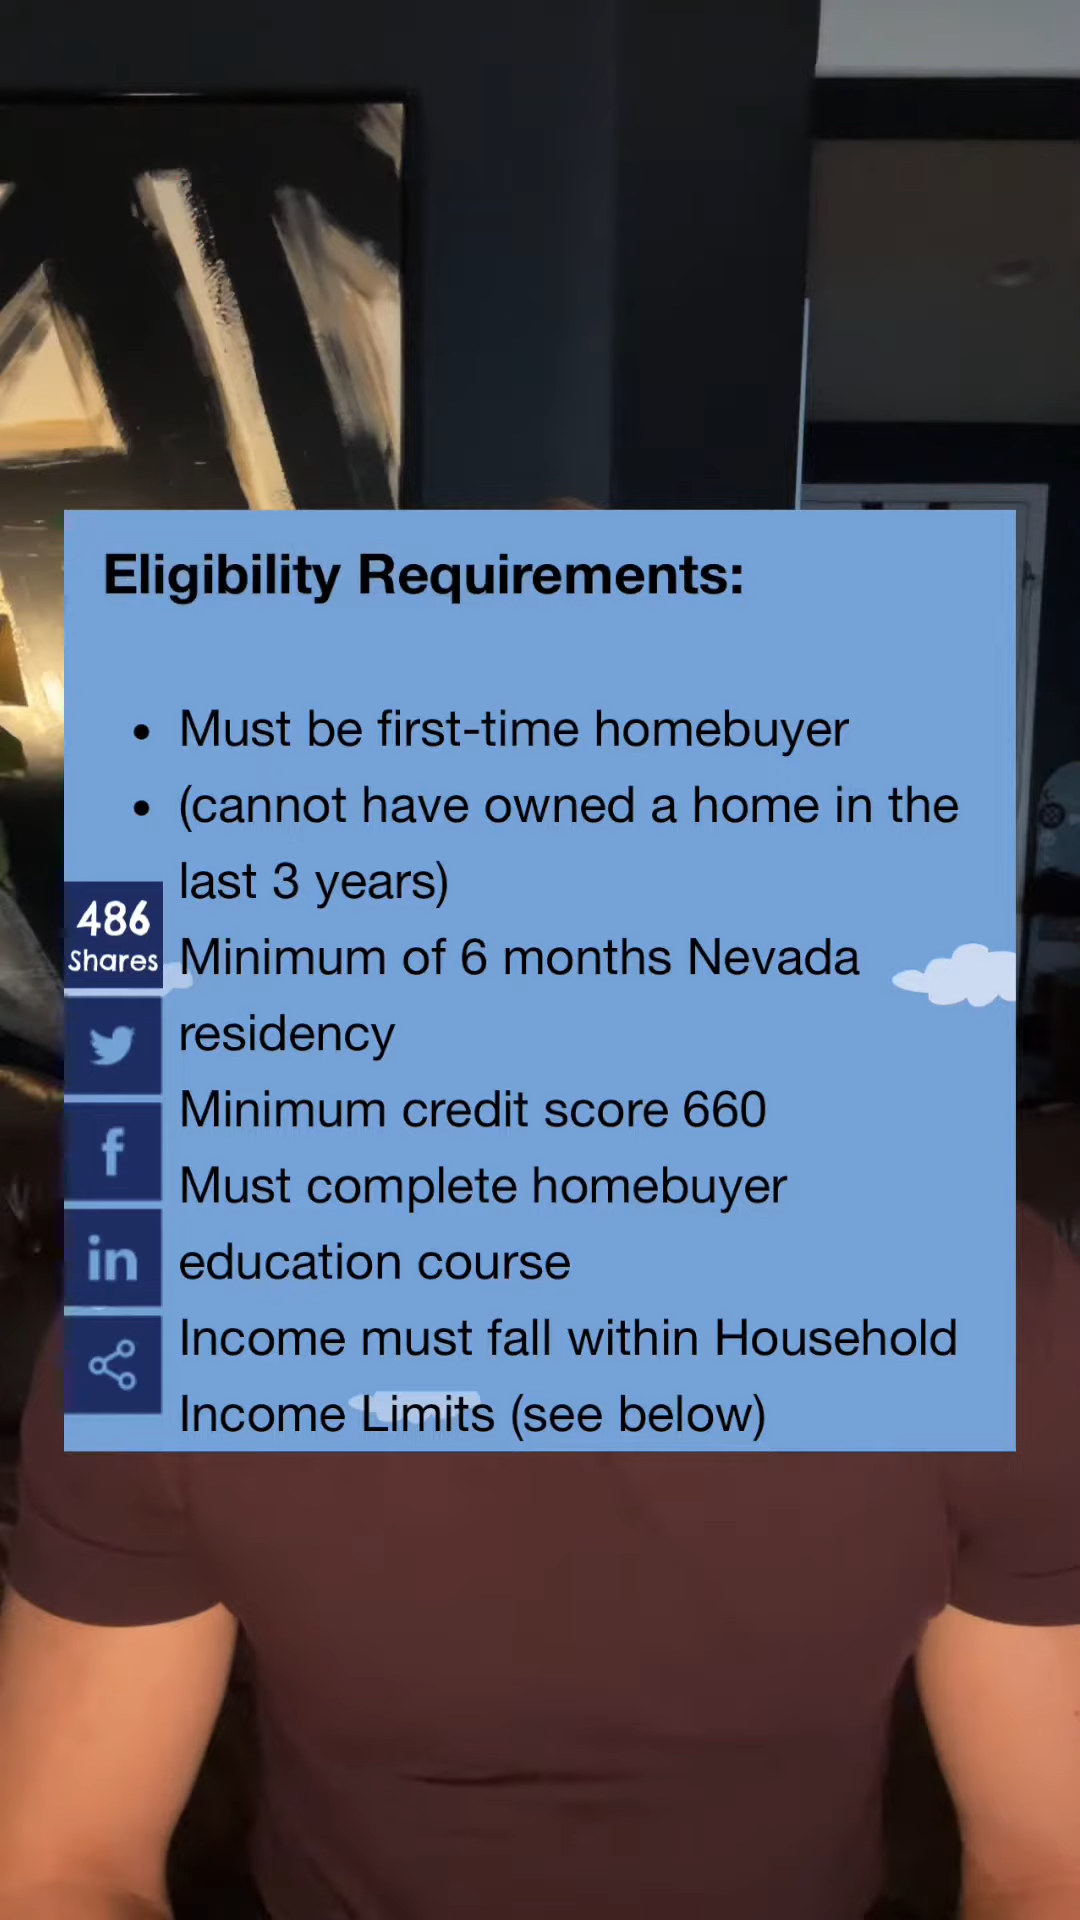 Eligibility Requirements:
• Must be first-time homebuyer
• (cannot have owned a home in the
last 3 years)
486
Shares
Minimum of 6 months Nevada
residency
Minimum credit score 660
Must complete homebuyer
education course
Income must fall within Household
Income Limits (see below)